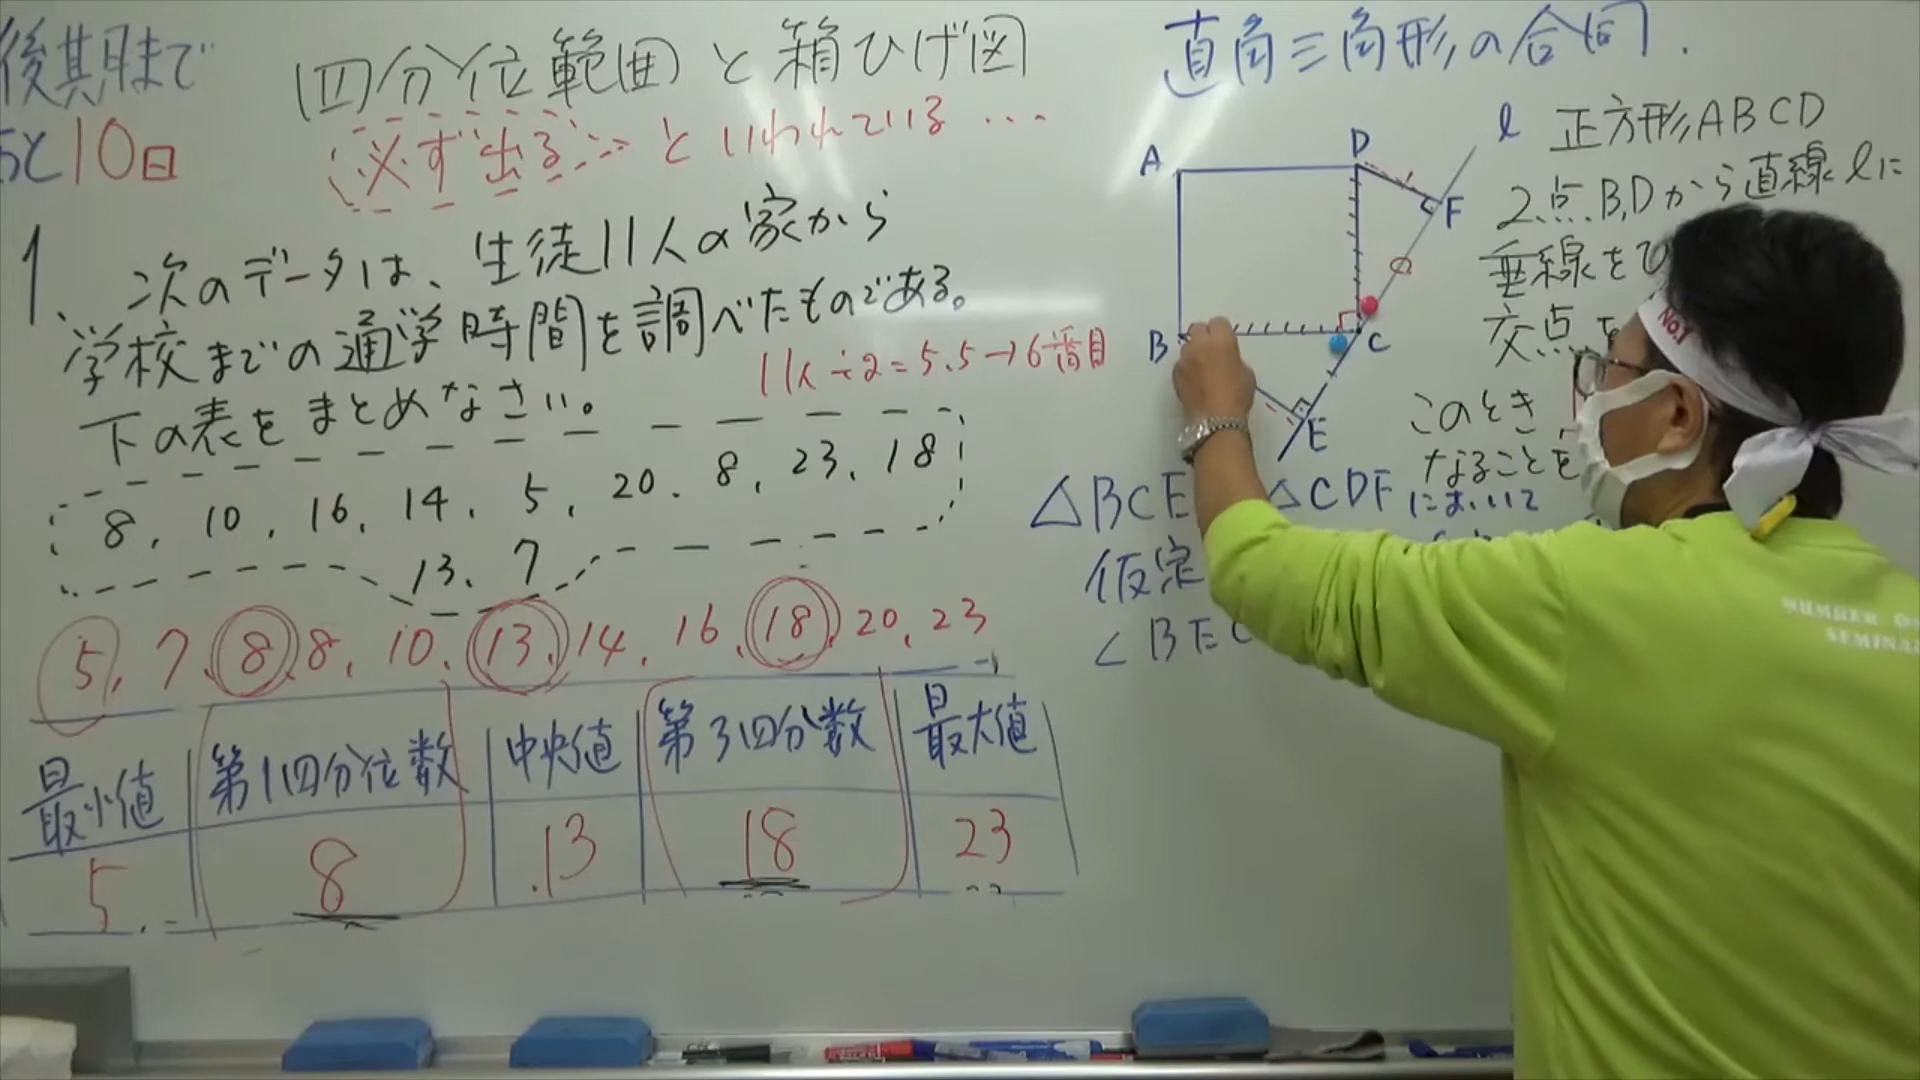 後期まで
あと10日
四分位範囲と箱ひげ図
必ず出る といわれている …
1、次のデータは、生徒11人の家から
学校までの通学時間を調べたものである。
下の表をまとめなさい。
11人÷2=5.5→6番目
8, 10, 16, 14, 5, 20, 8, 23, 18
13, 7
5, 7, 8, 8, 10, 13, 14, 16, 18, 20, 23
最小値 第1四分位数 中央値 第3四分数 最大値
5 8 13 18 23
直角三角形の合同.
A D F ℓ
B C
E
正方形ABCD
2点B,Dから直線ℓに
垂線をひ
交点を
このとき
なることを
△BCE △CDFにおいて
仮定
∠BEC
No.1
NUMBER ON
SEMINA